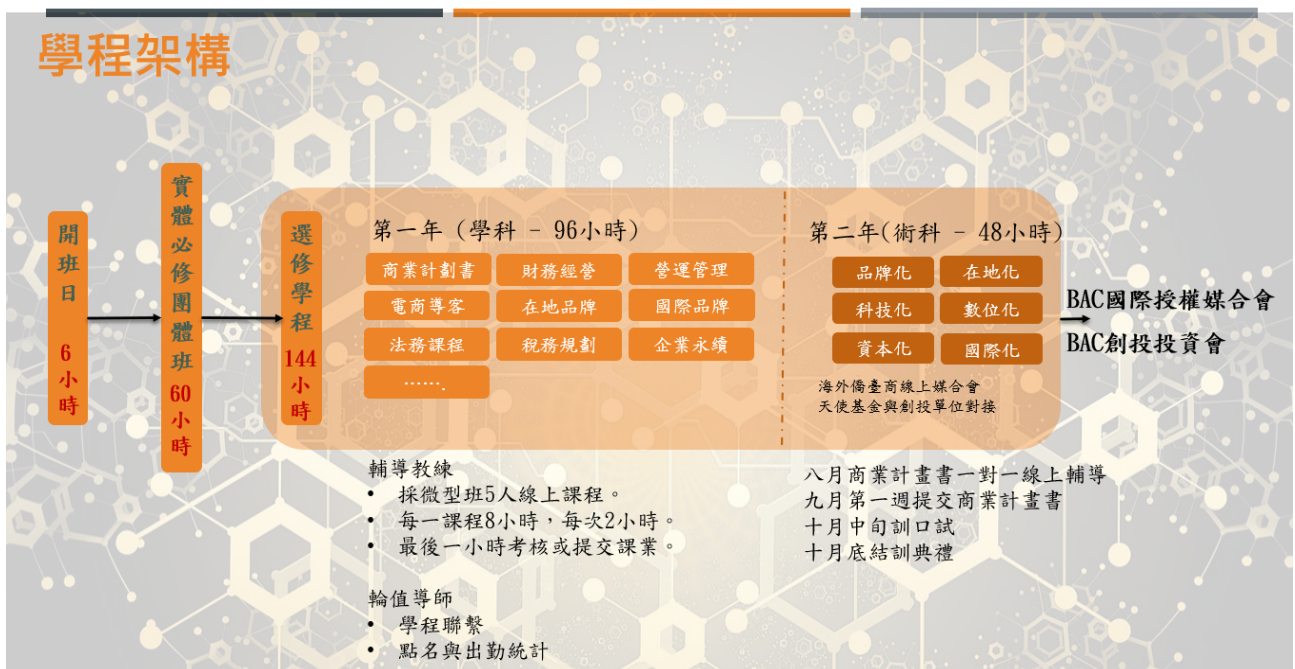 學程架構
開班日
6小時
實體必修團體班
60小時
選修學程
144小時
第一年 (學科 - 96小時)
商業計劃書
財務經營
營運管理
電商導客
在地品牌
國際品牌
法務課程
稅務規劃
企業永續
…….
第二年(術科 - 48小時)
品牌化
在地化
科技化
數位化
資本化
國際化
海外僑臺商線上媒合會
天使基金與創投單位對接
BAC國際授權媒合會
BAC創投投資會
輔導教練
• 採微型班5人線上課程。
• 每一課程8小時，每次2小時。
• 最後一小時考核或提交課業。
輪值導師
• 學程聯繫
• 點名與出勤統計
八月商業計畫書一對一線上輔導
九月第一週提交商業計畫書
十月中旬訓口試
十月底結訓典禮